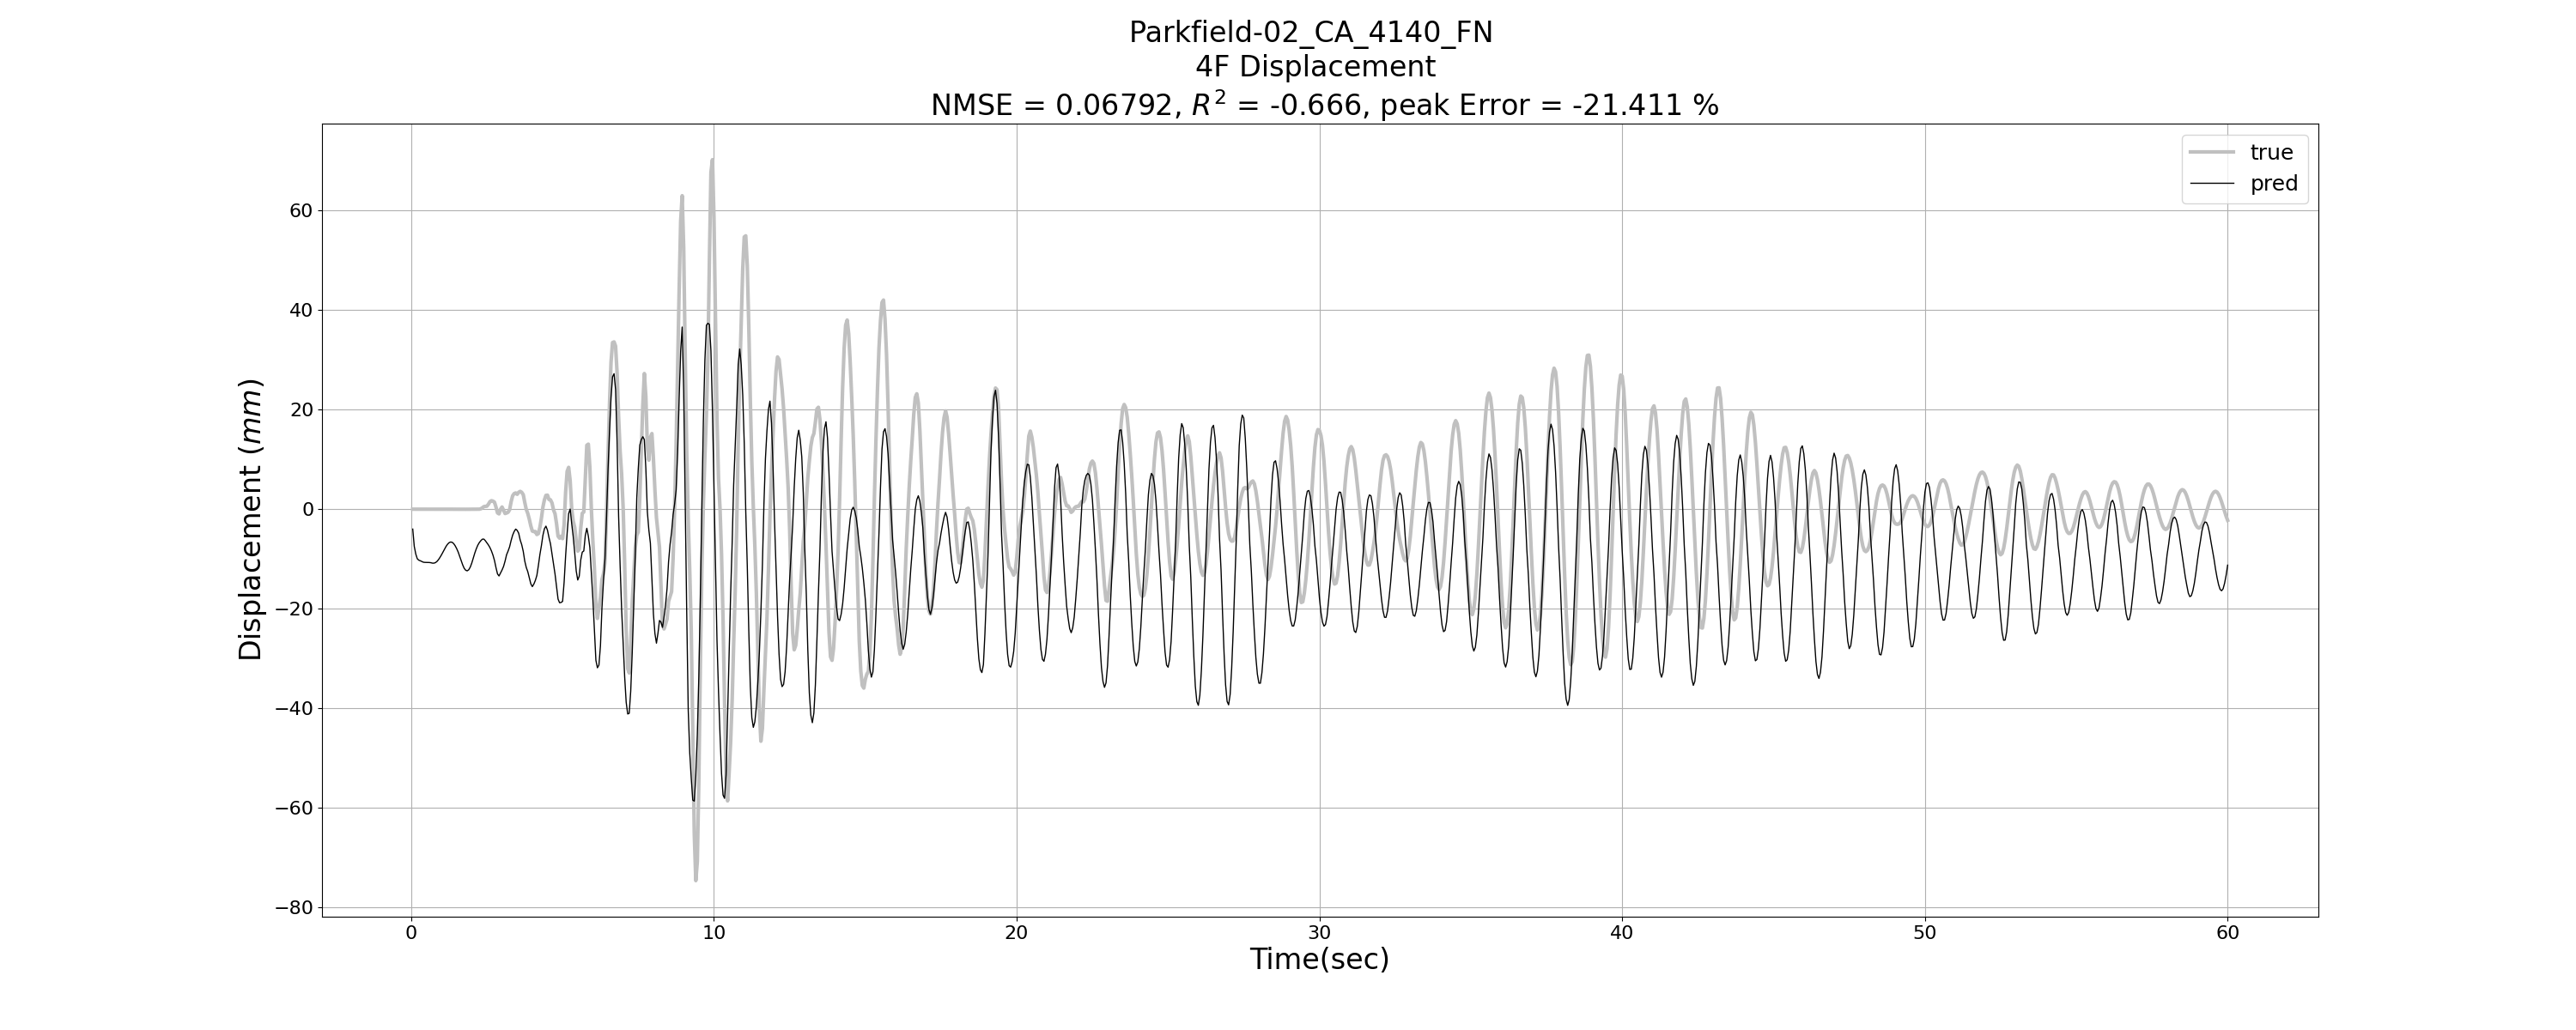 Parkfield-02_CA_4140_FN
4F Displacement
NMSE = 0.06792, R² = -0.666, peak Error = -21.411 %
true
pred
Displacement (mm)
60
40
20
0
−20
−40
−60
−80
0 10 20 30 40 50 60
Time(sec)